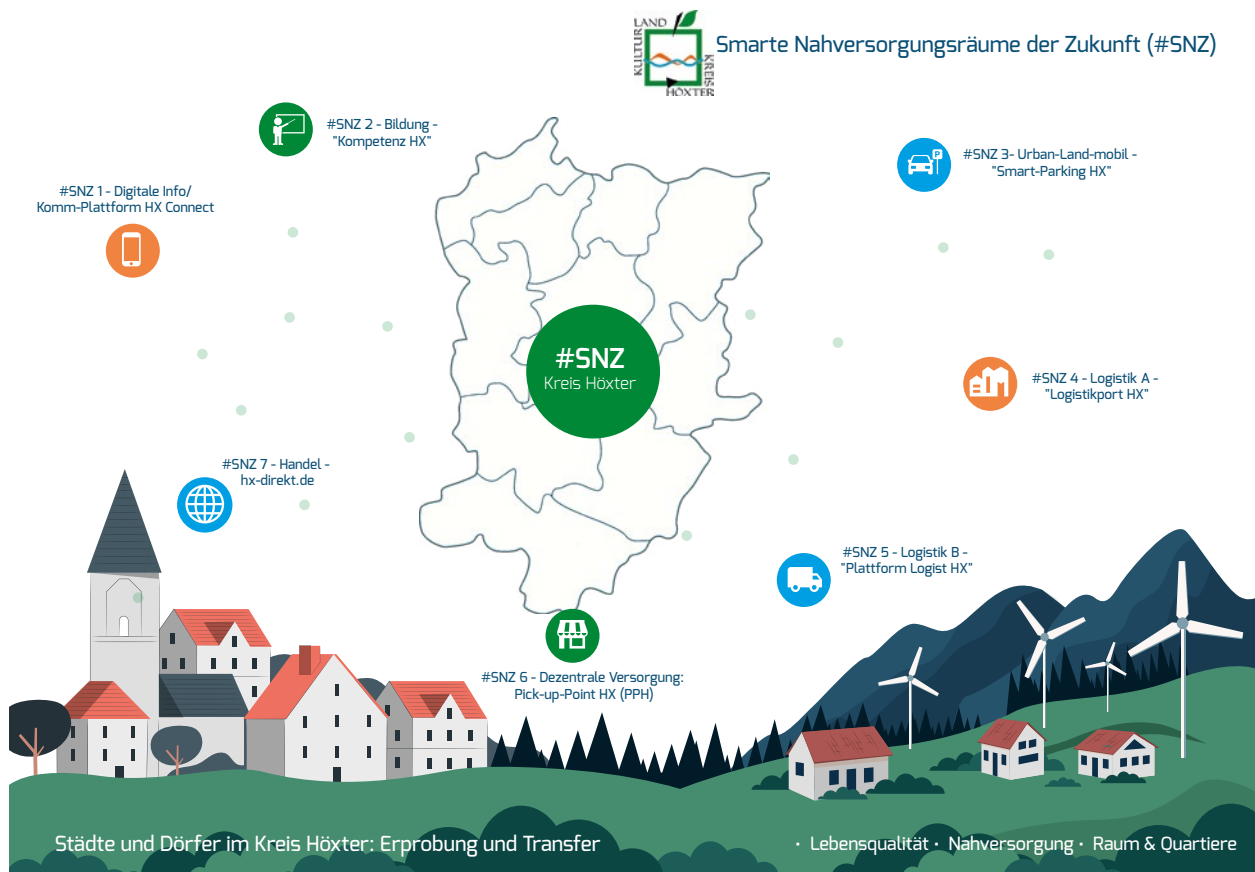 KULTUR
LAND
KREIS
HÖXTER
Smarte Nahversorgungsräume der Zukunft (#SNZ)
#SNZ 2 - Bildung -
"Kompetenz HX"
#SNZ 3- Urban-Land-mobil -
"Smart-Parking HX"
P
#SNZ 1 - Digitale Info/
Komm-Plattform HX Connect
#SNZ
Kreis Höxter
#SNZ 4 - Logistik A -
"Logistikport HX"
#SNZ 7 - Handel -
hx-direkt.de
#SNZ 5 - Logistik B -
"Plattform Logist HX"
#SNZ 6 - Dezentrale Versorgung:
Pick-up-Point HX (PPH)
Städte und Dörfer im Kreis Höxter: Erprobung und Transfer
· Lebensqualität · Nahversorgung · Raum & Quartiere